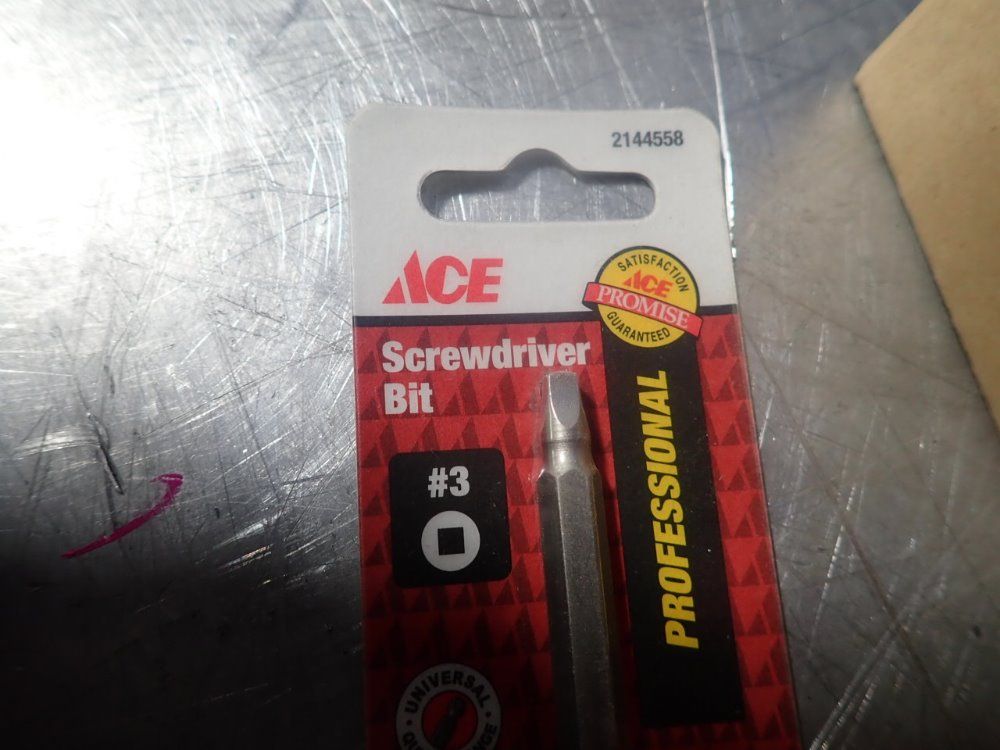 2144558
ACE
SATISFACTION
ACE
PROMISE
GUARANTEED
Screwdriver
Bit
#3
PROFESSIONAL
UNIVERSAL